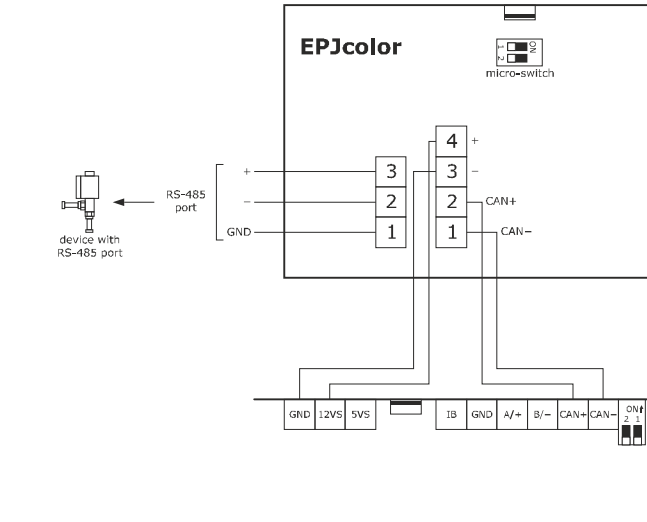 EPJcolor
1
2
ON
micro-switch
4 +
+ 3 3 -
RS-485
port
- 2 2 CAN+
GND 1 1 CAN-
device with
RS-485 port
GND 12VS 5VS IB GND A/+ B/- CAN+ CAN-
ON
2 1